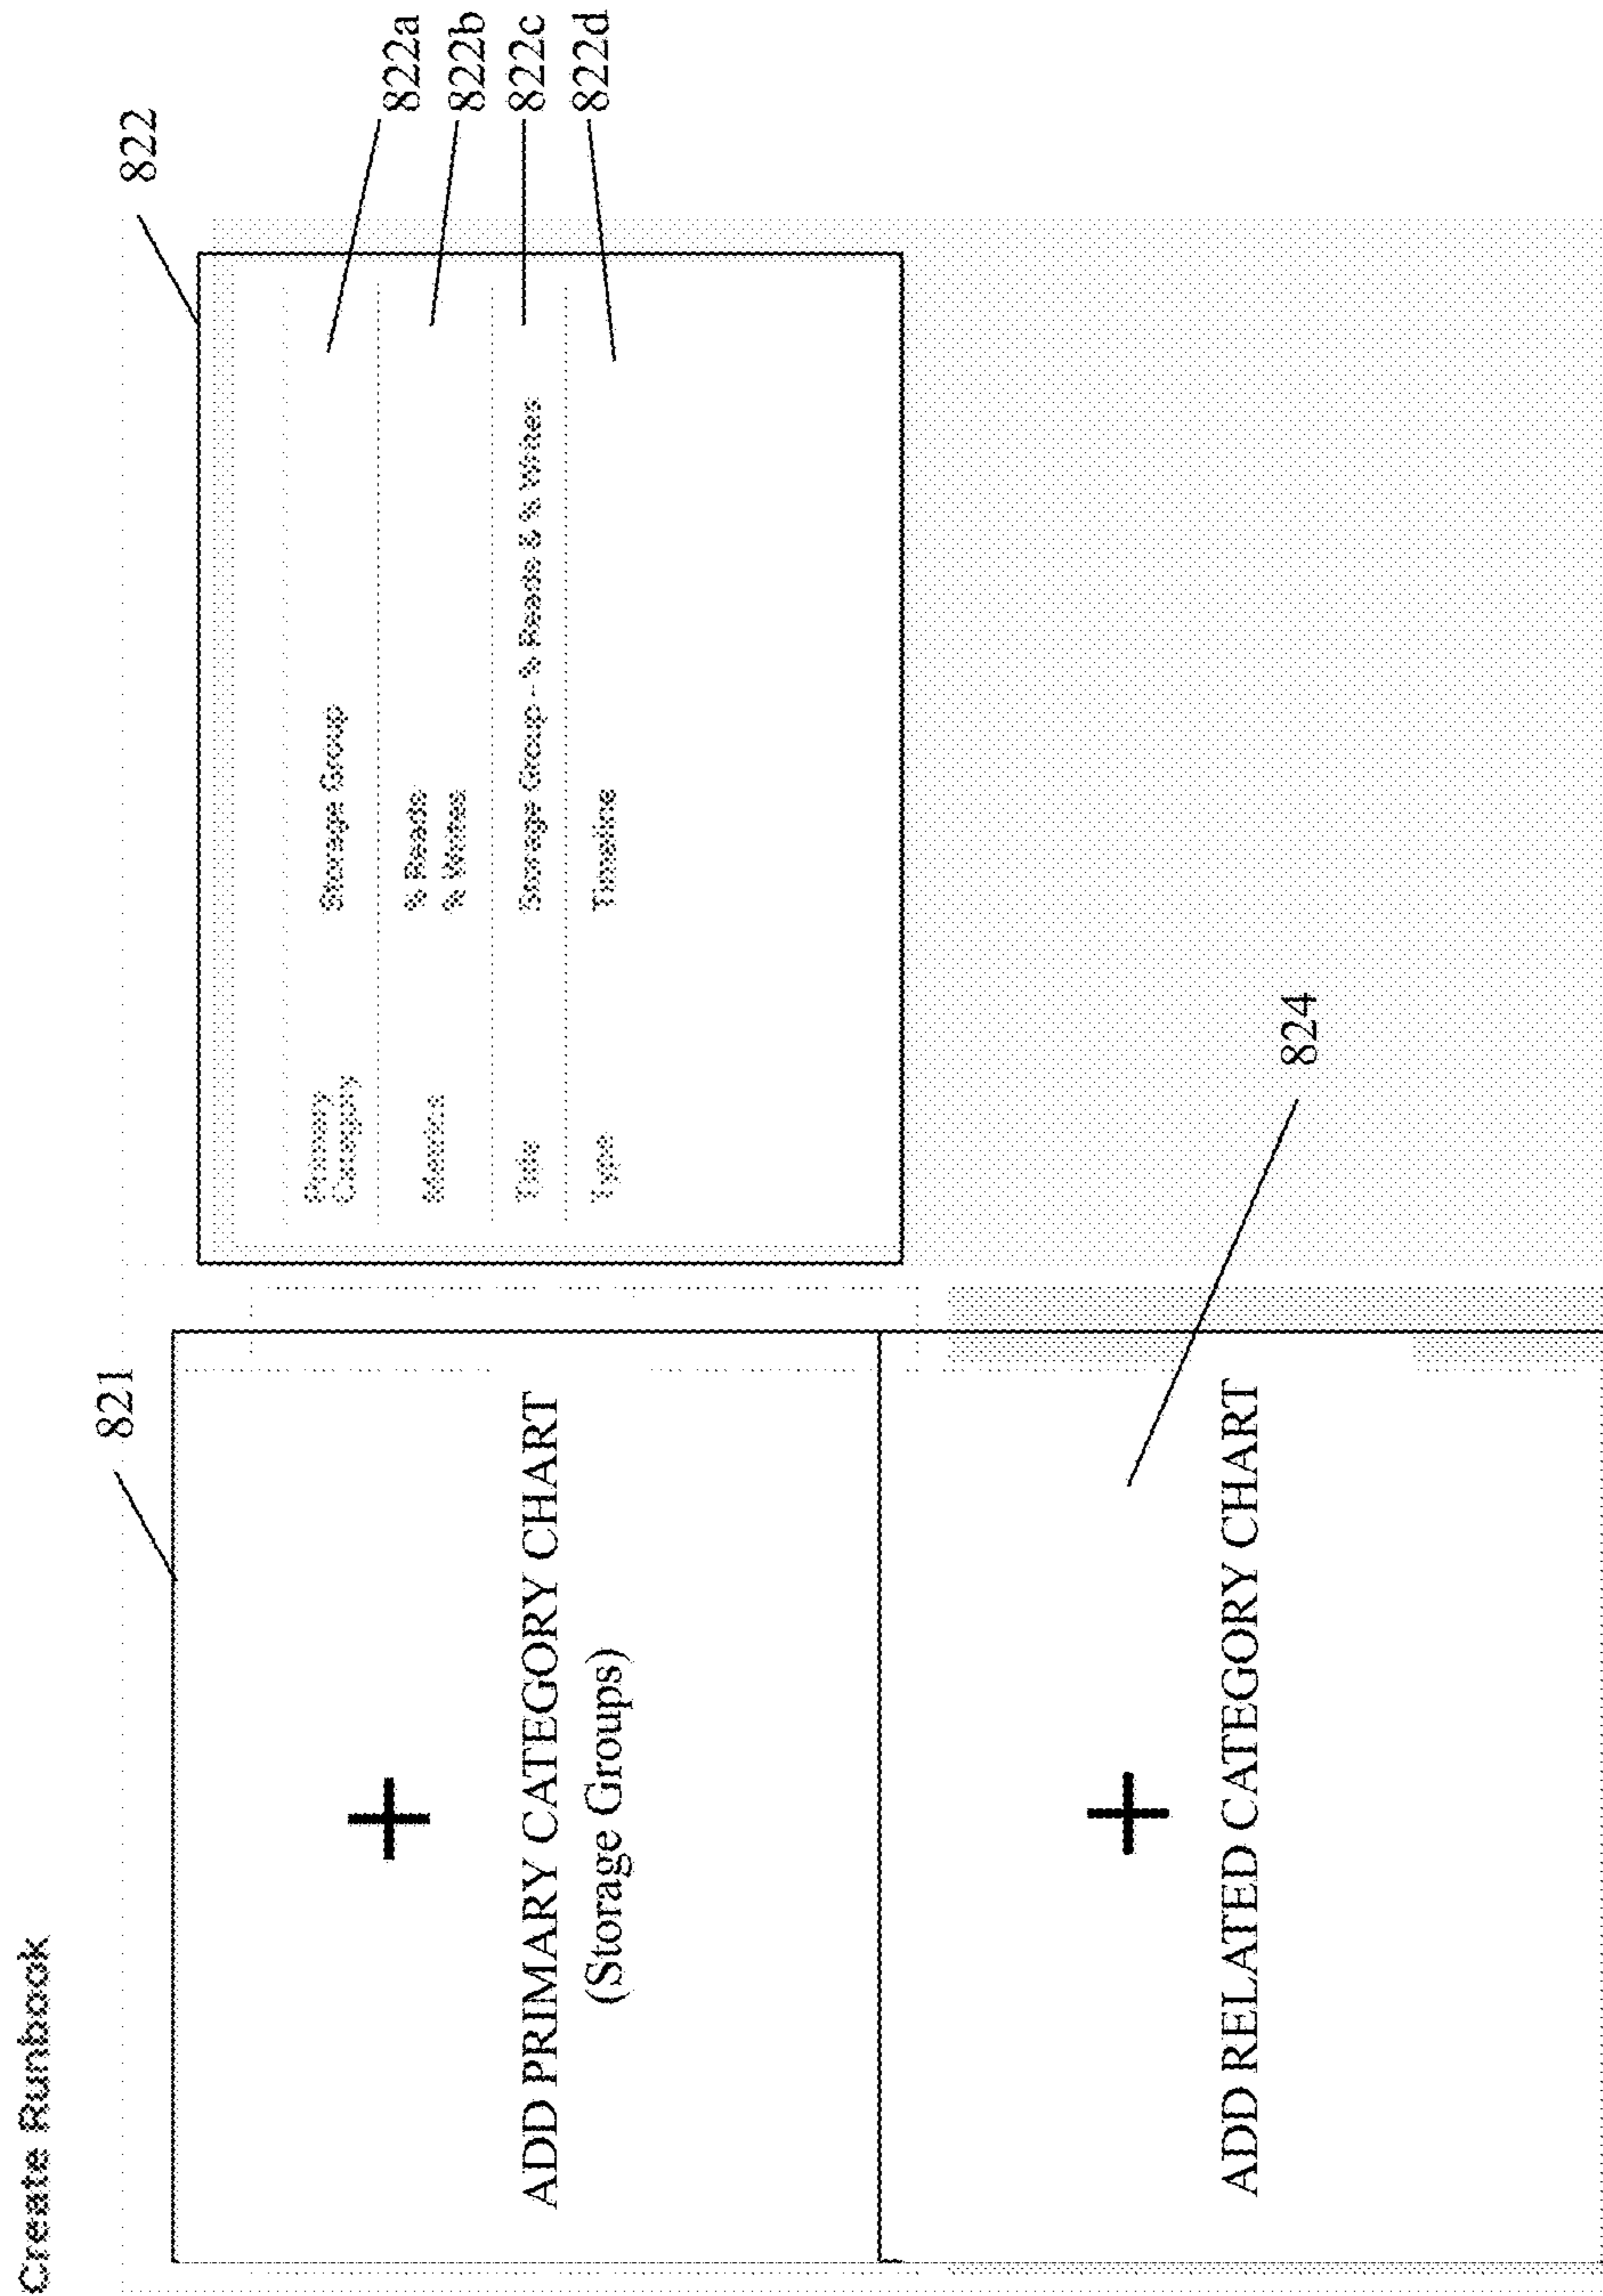 Create Runbook
821
+
ADD PRIMARY CATEGORY CHART
(Storage Groups)
822
Primary
Category
Storage Group
822a
Metrics
% Reads
% Writes
822b
Title
Storage Group - % Reads & % Writes
822c
Type
Timeline
822d
+
ADD RELATED CATEGORY CHART
824